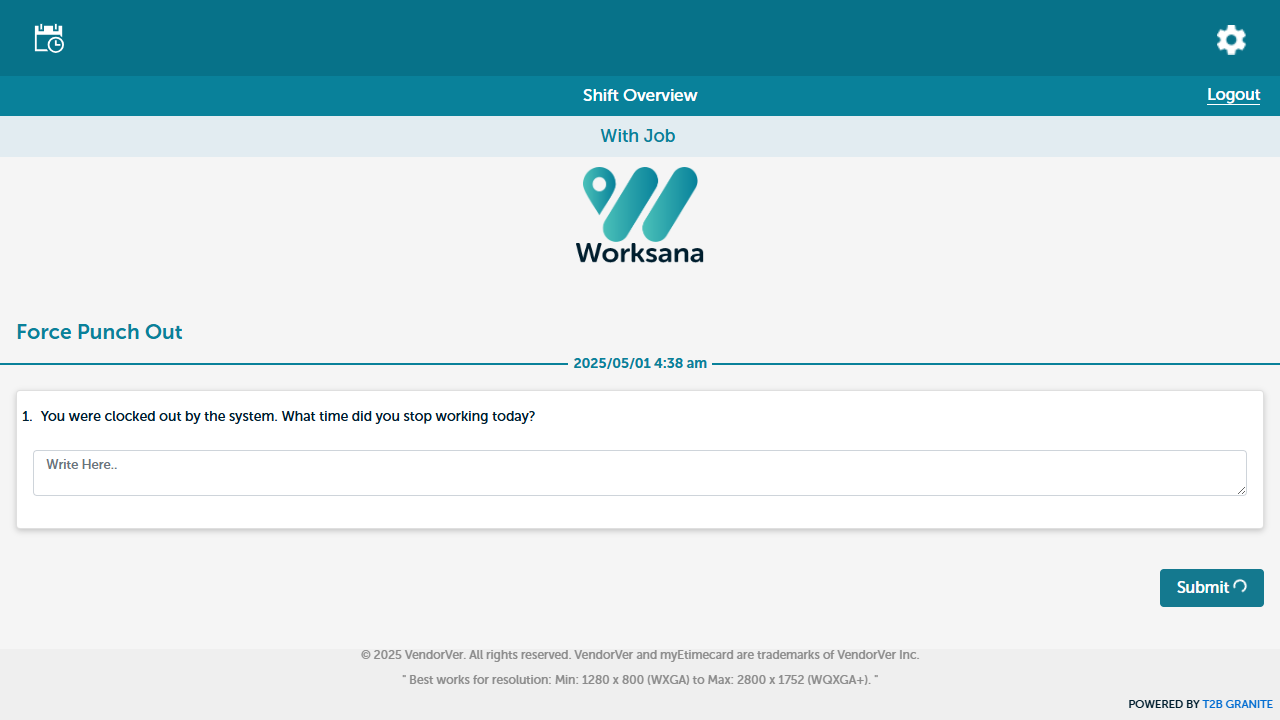 Shift Overview
Logout
With Job
Worksana
Force Punch Out
2025/05/01 4:38 am
1. You were clocked out by the system. What time did you stop working today?
Write Here..
Submit
© 2025 VendorVer. All rights reserved. VendorVer and myEtimecard are trademarks of VendorVer Inc.
" Best works for resolution: Min: 1280 x 800 (WXGA) to Max: 2800 x 1752 (WQXGA+). "
POWERED BY T2B GRANITE